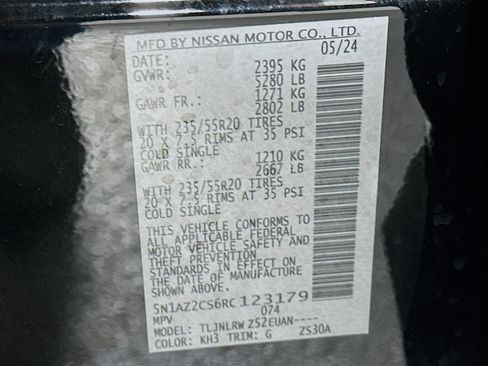 MFD BY NISSAN MOTOR CO., LTD.
DATE: 05/24
GVWR: 2395 KG
5280 LB
GAWR FR.: 1271 KG
2802 LB
WITH 235/55R20 TIRES
20 X 7.5 RIMS AT 35 PSI
COLD SINGLE
GAWR RR.: 1210 KG
2667 LB
WITH 235/55R20 TIRES
20 X 7.5 RIMS AT 35 PSI
COLD SINGLE
THIS VEHICLE CONFORMS TO
ALL APPLICABLE FEDERAL
MOTOR VEHICLE SAFETY AND
THEFT PREVENTION
STANDARDS IN EFFECT ON
THE DATE OF MANUFACTURE
SHOWN ABOVE.
5N1AZ2CS6RC123179
MPV 074
MODEL: TLJNLRW ZS2EUAN----
COLOR: KH3 TRIM: G ZS30A